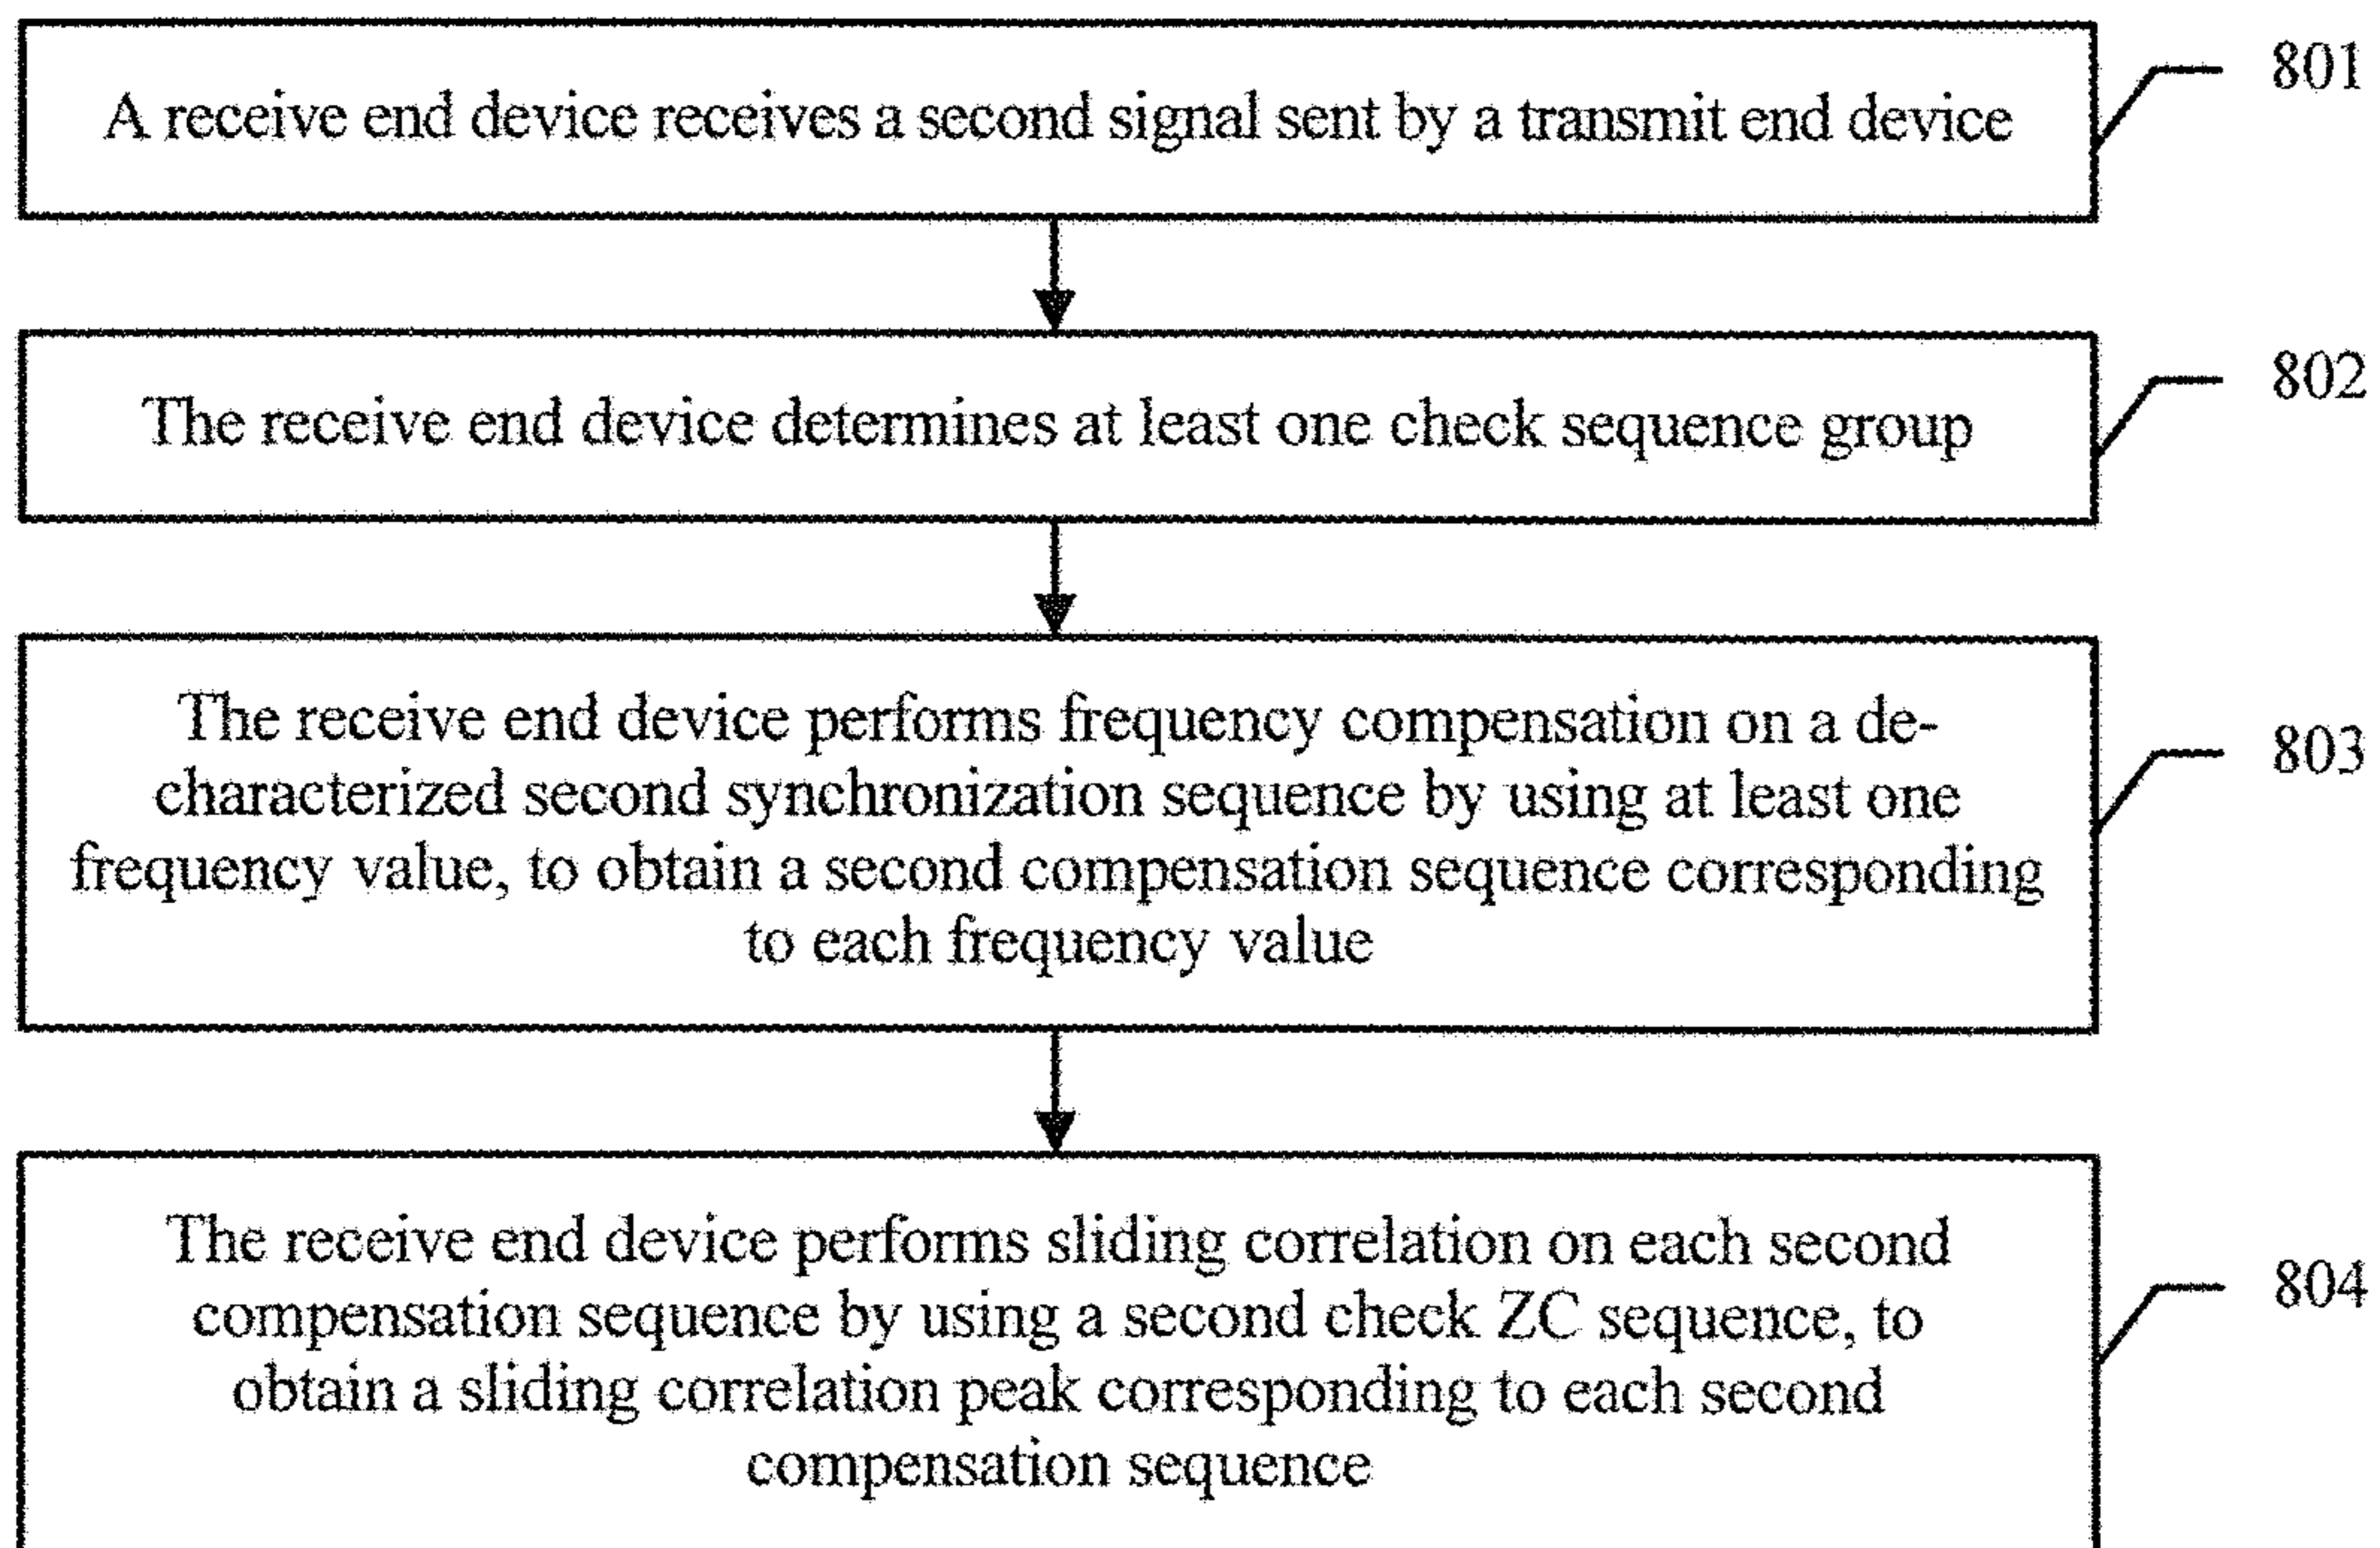 A receive end device receives a second signal sent by a transmit end device
801
The receive end device determines at least one check sequence group
802
The receive end device performs frequency compensation on a de-
characterized second synchronization sequence by using at least one
frequency value, to obtain a second compensation sequence corresponding
to each frequency value
803
The receive end device performs sliding correlation on each second
compensation sequence by using a second check ZC sequence, to
obtain a sliding correlation peak corresponding to each second
compensation sequence
804